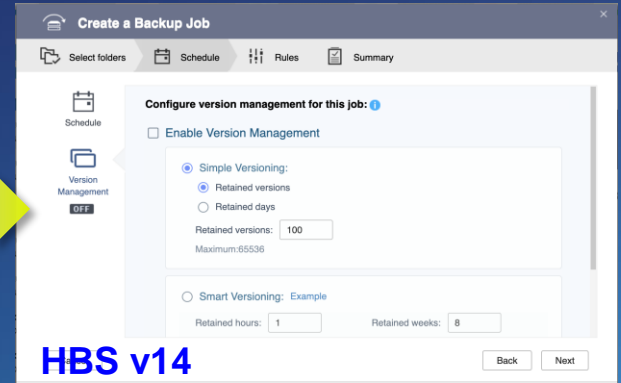 Create a Backup Job
Select folders Schedule Rules Summary
Schedule
Version
Management
OFF
Configure version management for this job:
Enable Version Management
Simple Versioning:
Retained versions
Retained days
Retained versions: 100
Maximum:65536
Smart Versioning: Example
Retained hours: 1 Retained weeks: 8
HBS v14
Back Next